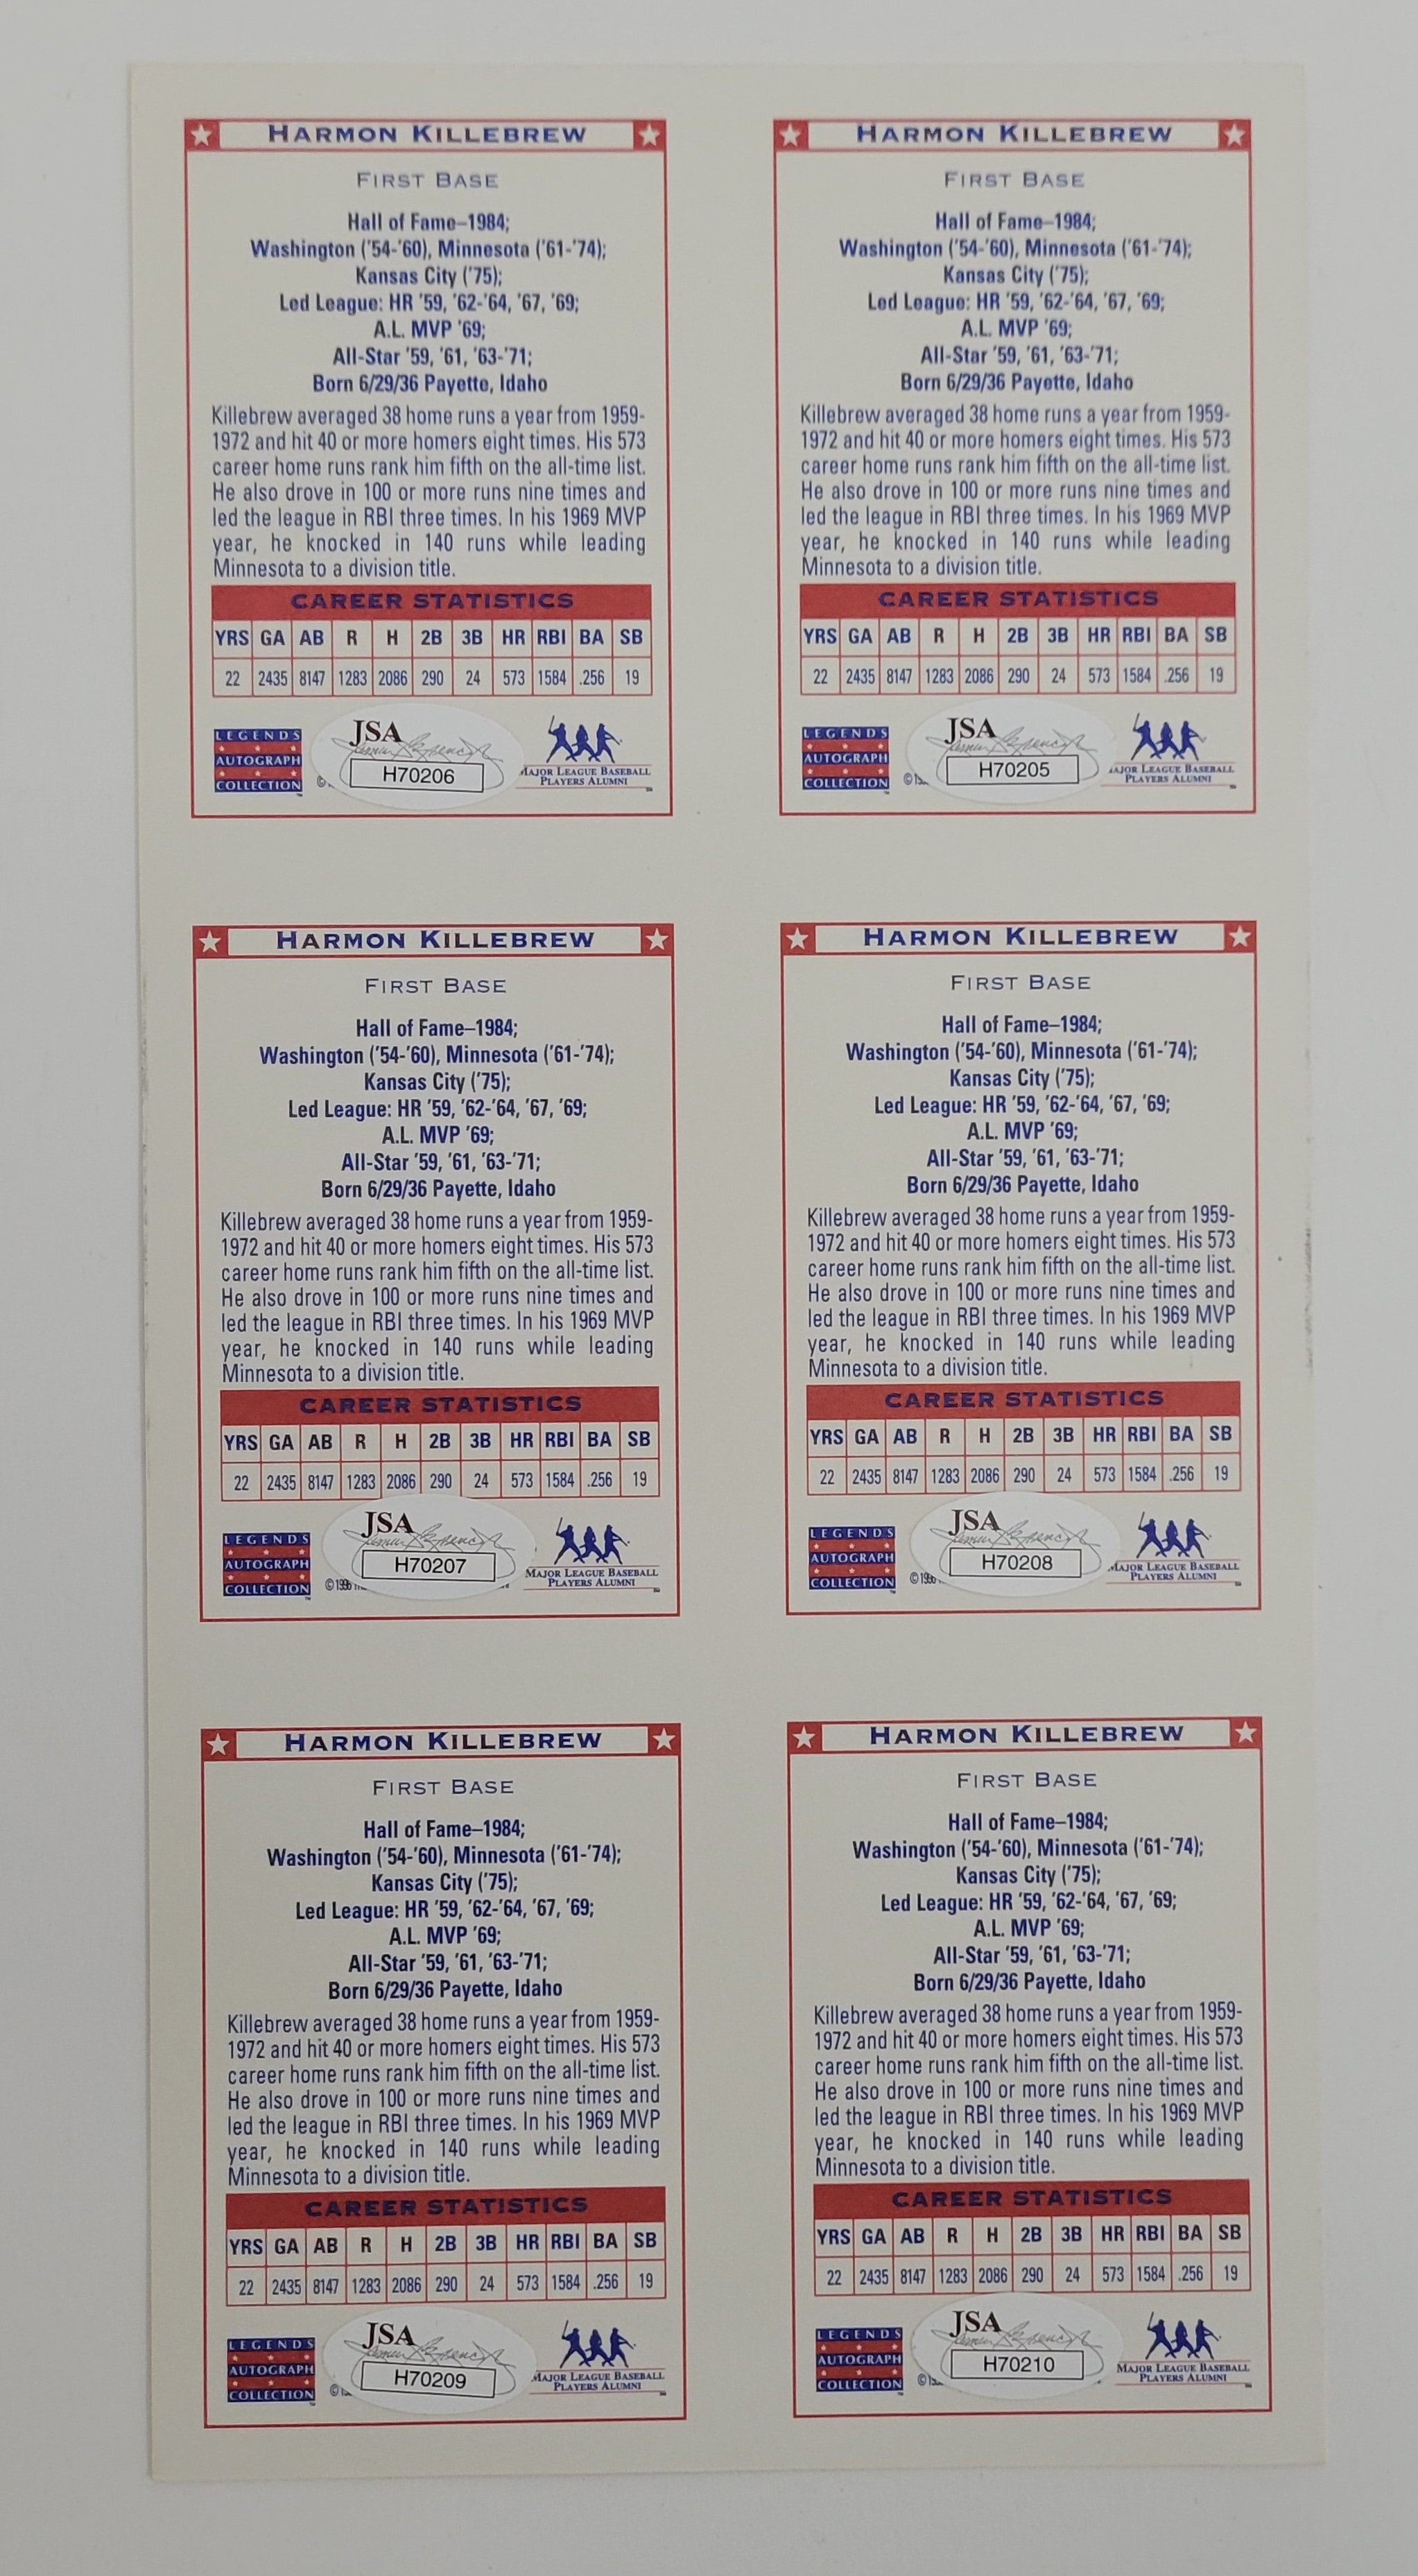 HARMON KILLEBREW
FIRST BASE
Hall of Fame–1984;
Washington ('54-'60), Minnesota ('61-'74);
Kansas City ('75);
Led League: HR '59, '62-'64, '67, '69;
A.L. MVP '69;
All-Star '59, '61, '63-'71;
Born 6/29/36 Payette, Idaho
Killebrew averaged 38 home runs a year from 1959-
1972 and hit 40 or more homers eight times. His 573
career home runs rank him fifth on the all-time list.
He also drove in 100 or more runs nine times and
led the league in RBI three times. In his 1969 MVP
year, he knocked in 140 runs while leading
Minnesota to a division title.
CAREER STATISTICS
YRS GA AB R H 2B 3B HR RBI BA SB
22 2435 8147 1283 2086 290 24 573 1584 .256 19
LEGENDS
AUTOGRAPH
COLLECTION
©
JSA
H70206
MAJOR LEAGUE BASEBALL
PLAYERS ALUMNI
HARMON KILLEBREW
FIRST BASE
Hall of Fame–1984;
Washington ('54-'60), Minnesota ('61-'74);
Kansas City ('75);
Led League: HR '59, '62-'64, '67, '69;
A.L. MVP '69;
All-Star '59, '61, '63-'71;
Born 6/29/36 Payette, Idaho
Killebrew averaged 38 home runs a year from 1959-
1972 and hit 40 or more homers eight times. His 573
career home runs rank him fifth on the all-time list.
He also drove in 100 or more runs nine times and
led the league in RBI three times. In his 1969 MVP
year, he knocked in 140 runs while leading
Minnesota to a division title.
CAREER STATISTICS
YRS GA AB R H 2B 3B HR RBI BA SB
22 2435 8147 1283 2086 290 24 573 1584 .256 19
LEGENDS
AUTOGRAPH
COLLECTION
©
JSA
H70205
MAJOR LEAGUE BASEBALL
PLAYERS ALUMNI
HARMON KILLEBREW
FIRST BASE
Hall of Fame–1984;
Washington ('54-'60), Minnesota ('61-'74);
Kansas City ('75);
Led League: HR '59, '62-'64, '67, '69;
A.L. MVP '69;
All-Star '59, '61, '63-'71;
Born 6/29/36 Payette, Idaho
Killebrew averaged 38 home runs a year from 1959-
1972 and hit 40 or more homers eight times. His 573
career home runs rank him fifth on the all-time list.
He also drove in 100 or more runs nine times and
led the league in RBI three times. In his 1969 MVP
year, he knocked in 140 runs while leading
Minnesota to a division title.
CAREER STATISTICS
YRS GA AB R H 2B 3B HR RBI BA SB
22 2435 8147 1283 2086 290 24 573 1584 .256 19
LEGENDS
AUTOGRAPH
COLLECTION
©
JSA
H70207
MAJOR LEAGUE BASEBALL
PLAYERS ALUMNI
HARMON KILLEBREW
FIRST BASE
Hall of Fame–1984;
Washington ('54-'60), Minnesota ('61-'74);
Kansas City ('75);
Led League: HR '59, '62-'64, '67, '69;
A.L. MVP '69;
All-Star '59, '61, '63-'71;
Born 6/29/36 Payette, Idaho
Killebrew averaged 38 home runs a year from 1959-
1972 and hit 40 or more homers eight times. His 573
career home runs rank him fifth on the all-time list.
He also drove in 100 or more runs nine times and
led the league in RBI three times. In his 1969 MVP
year, he knocked in 140 runs while leading
Minnesota to a division title.
CAREER STATISTICS
YRS GA AB R H 2B 3B HR RBI BA SB
22 2435 8147 1283 2086 290 24 573 1584 .256 19
LEGENDS
AUTOGRAPH
COLLECTION
©
JSA
H70208
MAJOR LEAGUE BASEBALL
PLAYERS ALUMNI
HARMON KILLEBREW
FIRST BASE
Hall of Fame–1984;
Washington ('54-'60), Minnesota ('61-'74);
Kansas City ('75);
Led League: HR '59, '62-'64, '67, '69;
A.L. MVP '69;
All-Star '59, '61, '63-'71;
Born 6/29/36 Payette, Idaho
Killebrew averaged 38 home runs a year from 1959-
1972 and hit 40 or more homers eight times. His 573
career home runs rank him fifth on the all-time list.
He also drove in 100 or more runs nine times and
led the league in RBI three times. In his 1969 MVP
year, he knocked in 140 runs while leading
Minnesota to a division title.
CAREER STATISTICS
YRS GA AB R H 2B 3B HR RBI BA SB
22 2435 8147 1283 2086 290 24 573 1584 .256 19
LEGENDS
AUTOGRAPH
COLLECTION
©
JSA
H70209
MAJOR LEAGUE BASEBALL
PLAYERS ALUMNI
HARMON KILLEBREW
FIRST BASE
Hall of Fame–1984;
Washington ('54-'60), Minnesota ('61-'74);
Kansas City ('75);
Led League: HR '59, '62-'64, '67, '69;
A.L. MVP '69;
All-Star '59, '61, '63-'71;
Born 6/29/36 Payette, Idaho
Killebrew averaged 38 home runs a year from 1959-
1972 and hit 40 or more homers eight times. His 573
career home runs rank him fifth on the all-time list.
He also drove in 100 or more runs nine times and
led the league in RBI three times. In his 1969 MVP
year, he knocked in 140 runs while leading
Minnesota to a division title.
CAREER STATISTICS
YRS GA AB R H 2B 3B HR RBI BA SB
22 2435 8147 1283 2086 290 24 573 1584 .256 19
LEGENDS
AUTOGRAPH
COLLECTION
©
JSA
H70210
MAJOR LEAGUE BASEBALL
PLAYERS ALUMNI